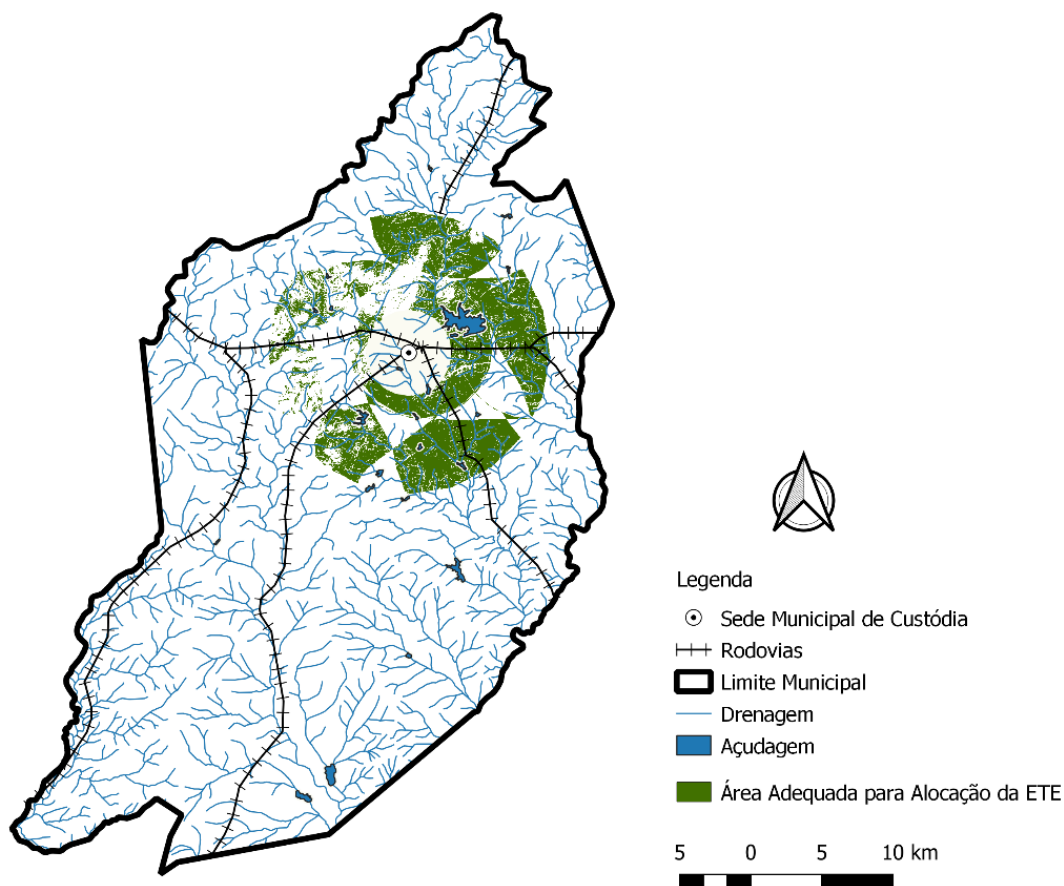 Legenda
Sede Municipal de Custódia
Rodovias
Limite Municipal
Drenagem
Açudagem
Área Adequada para Alocação da ETE
5 0 5 10 km